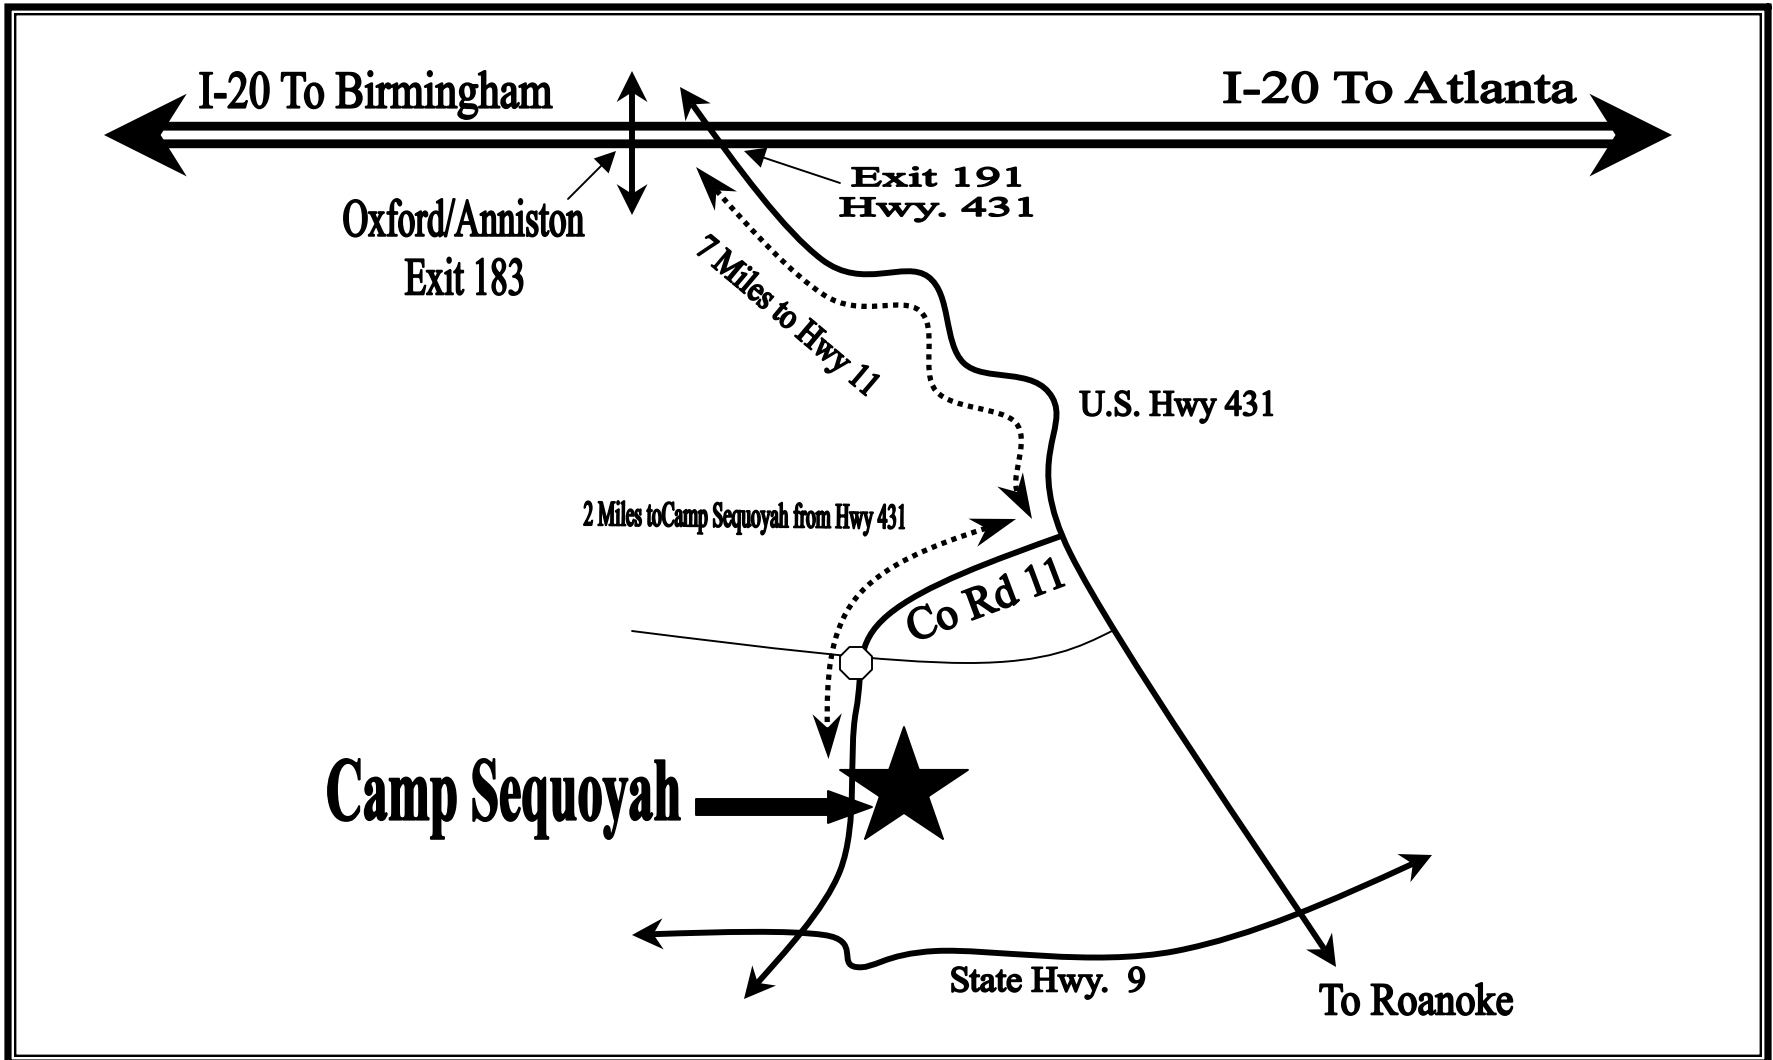 I-20 To Birmingham
I-20 To Atlanta
Exit 191
Hwy. 431
Oxford/Anniston
Exit 183
7 Miles to Hwy 11
U.S. Hwy 431
2 Miles toCamp Sequoyah from Hwy 431
Co Rd 11
Camp Sequoyah
State Hwy. 9
To Roanoke